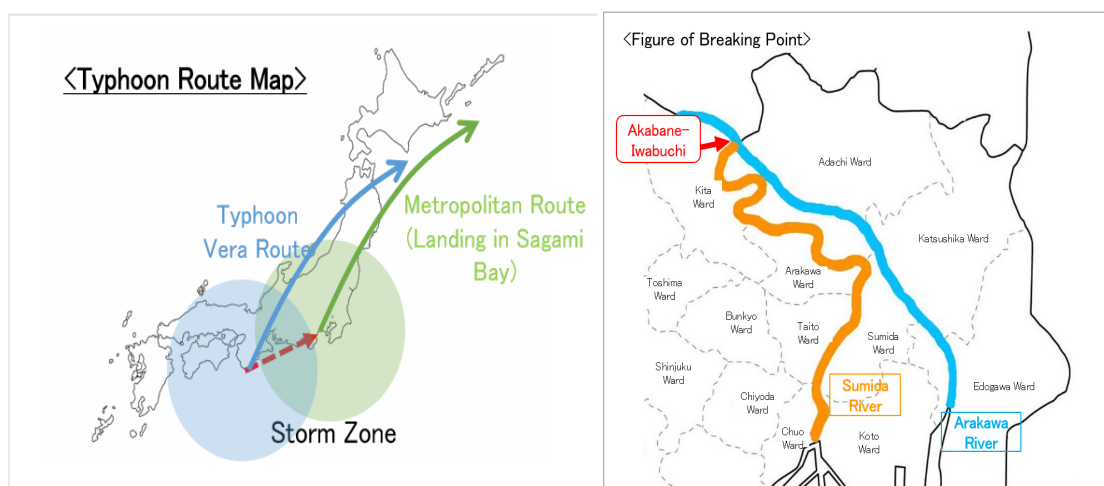 <Typhoon Route Map>
Typhoon
Vera Route
Metropolitan Route
(Landing in Sagami
Bay)
Storm Zone
<Figure of Breaking Point>
Akabane-
Iwabuchi
Adachi Ward
Kita
Ward
Katsushika Ward
Arakawa
Ward
Toshima
Ward
Bunkyo
Ward
Taito
Ward
Sumida
Ward
Shinjuku
Ward
Chiyoda
Ward
Sumida
River
Edogawa Ward
Chuo
Ward
Koto
Ward
Arakawa
River